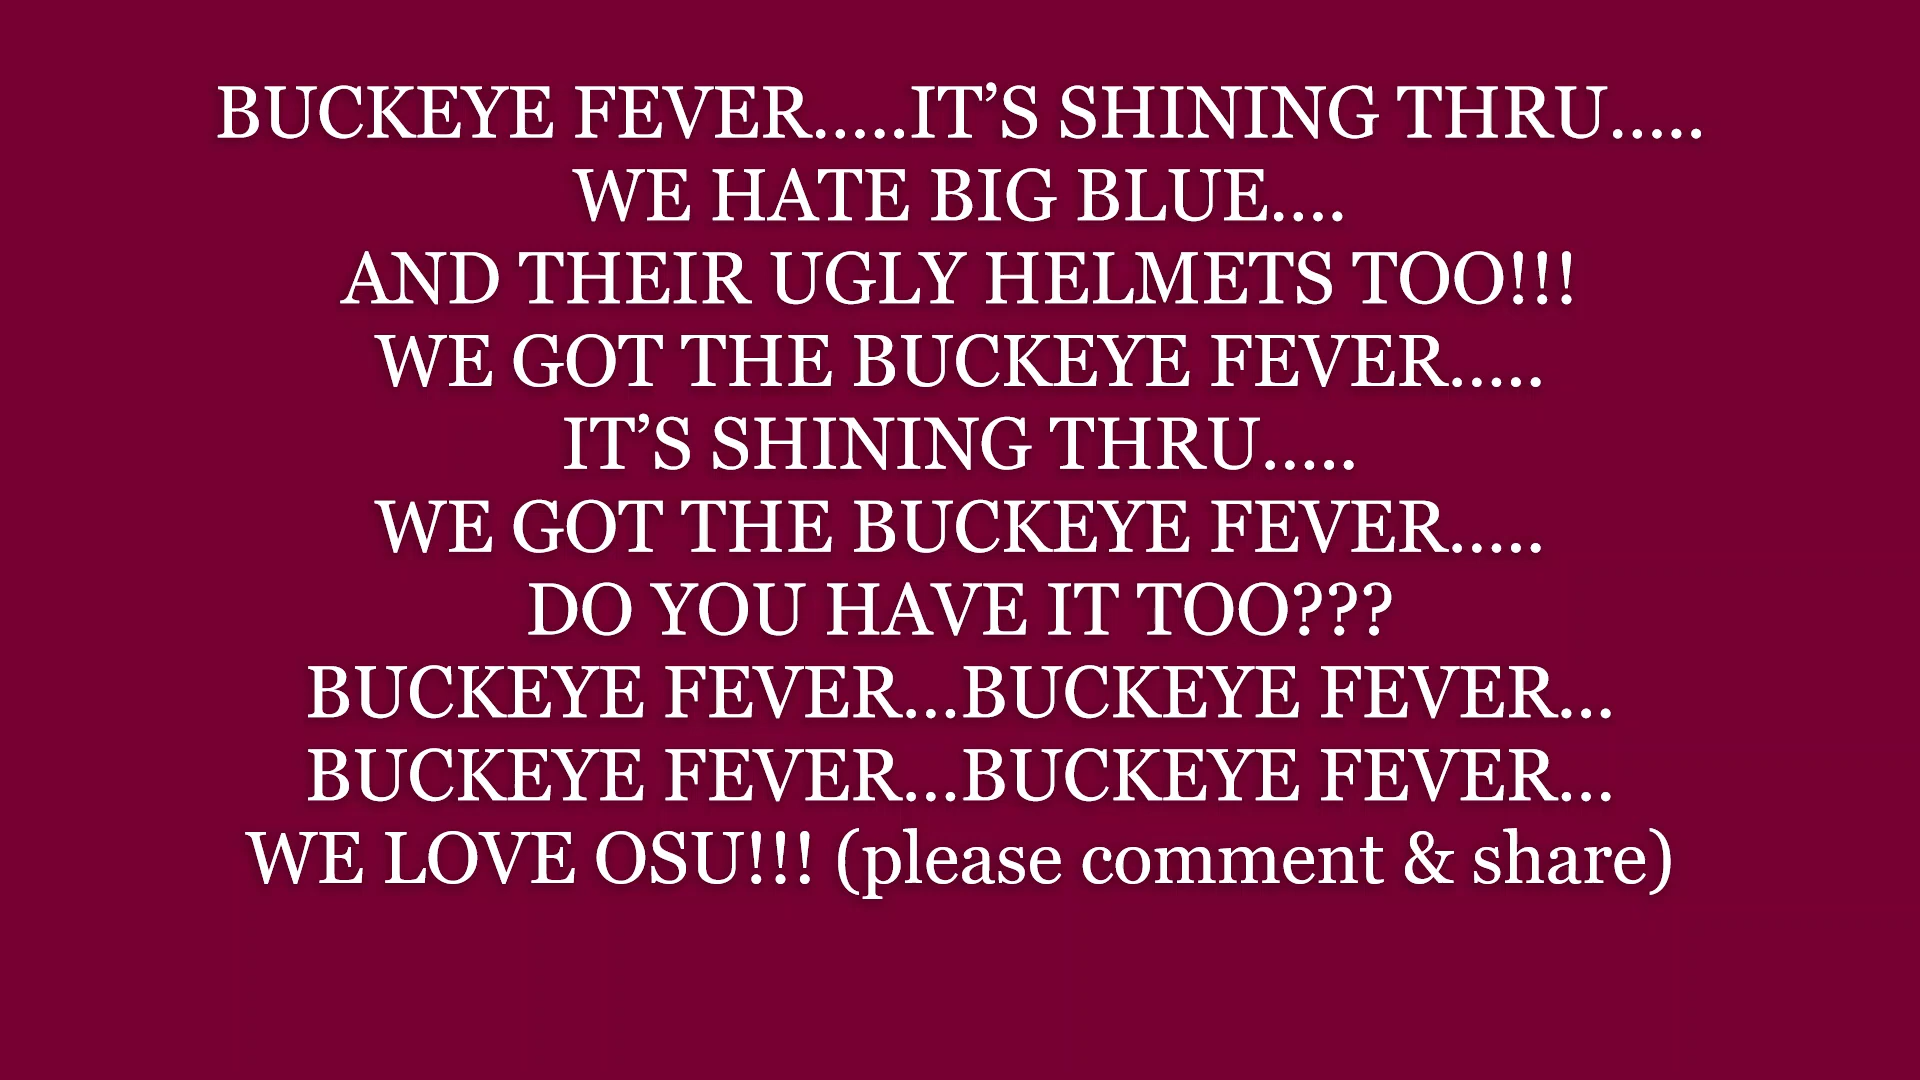 BUCKEYE FEVER.....IT’S SHINING THRU.....
WE HATE BIG BLUE....
AND THEIR UGLY HELMETS TOO!!!
WE GOT THE BUCKEYE FEVER.....
IT’S SHINING THRU.....
WE GOT THE BUCKEYE FEVER.....
DO YOU HAVE IT TOO???
BUCKEYE FEVER...BUCKEYE FEVER...
BUCKEYE FEVER...BUCKEYE FEVER...
WE LOVE OSU!!! (please comment & share)